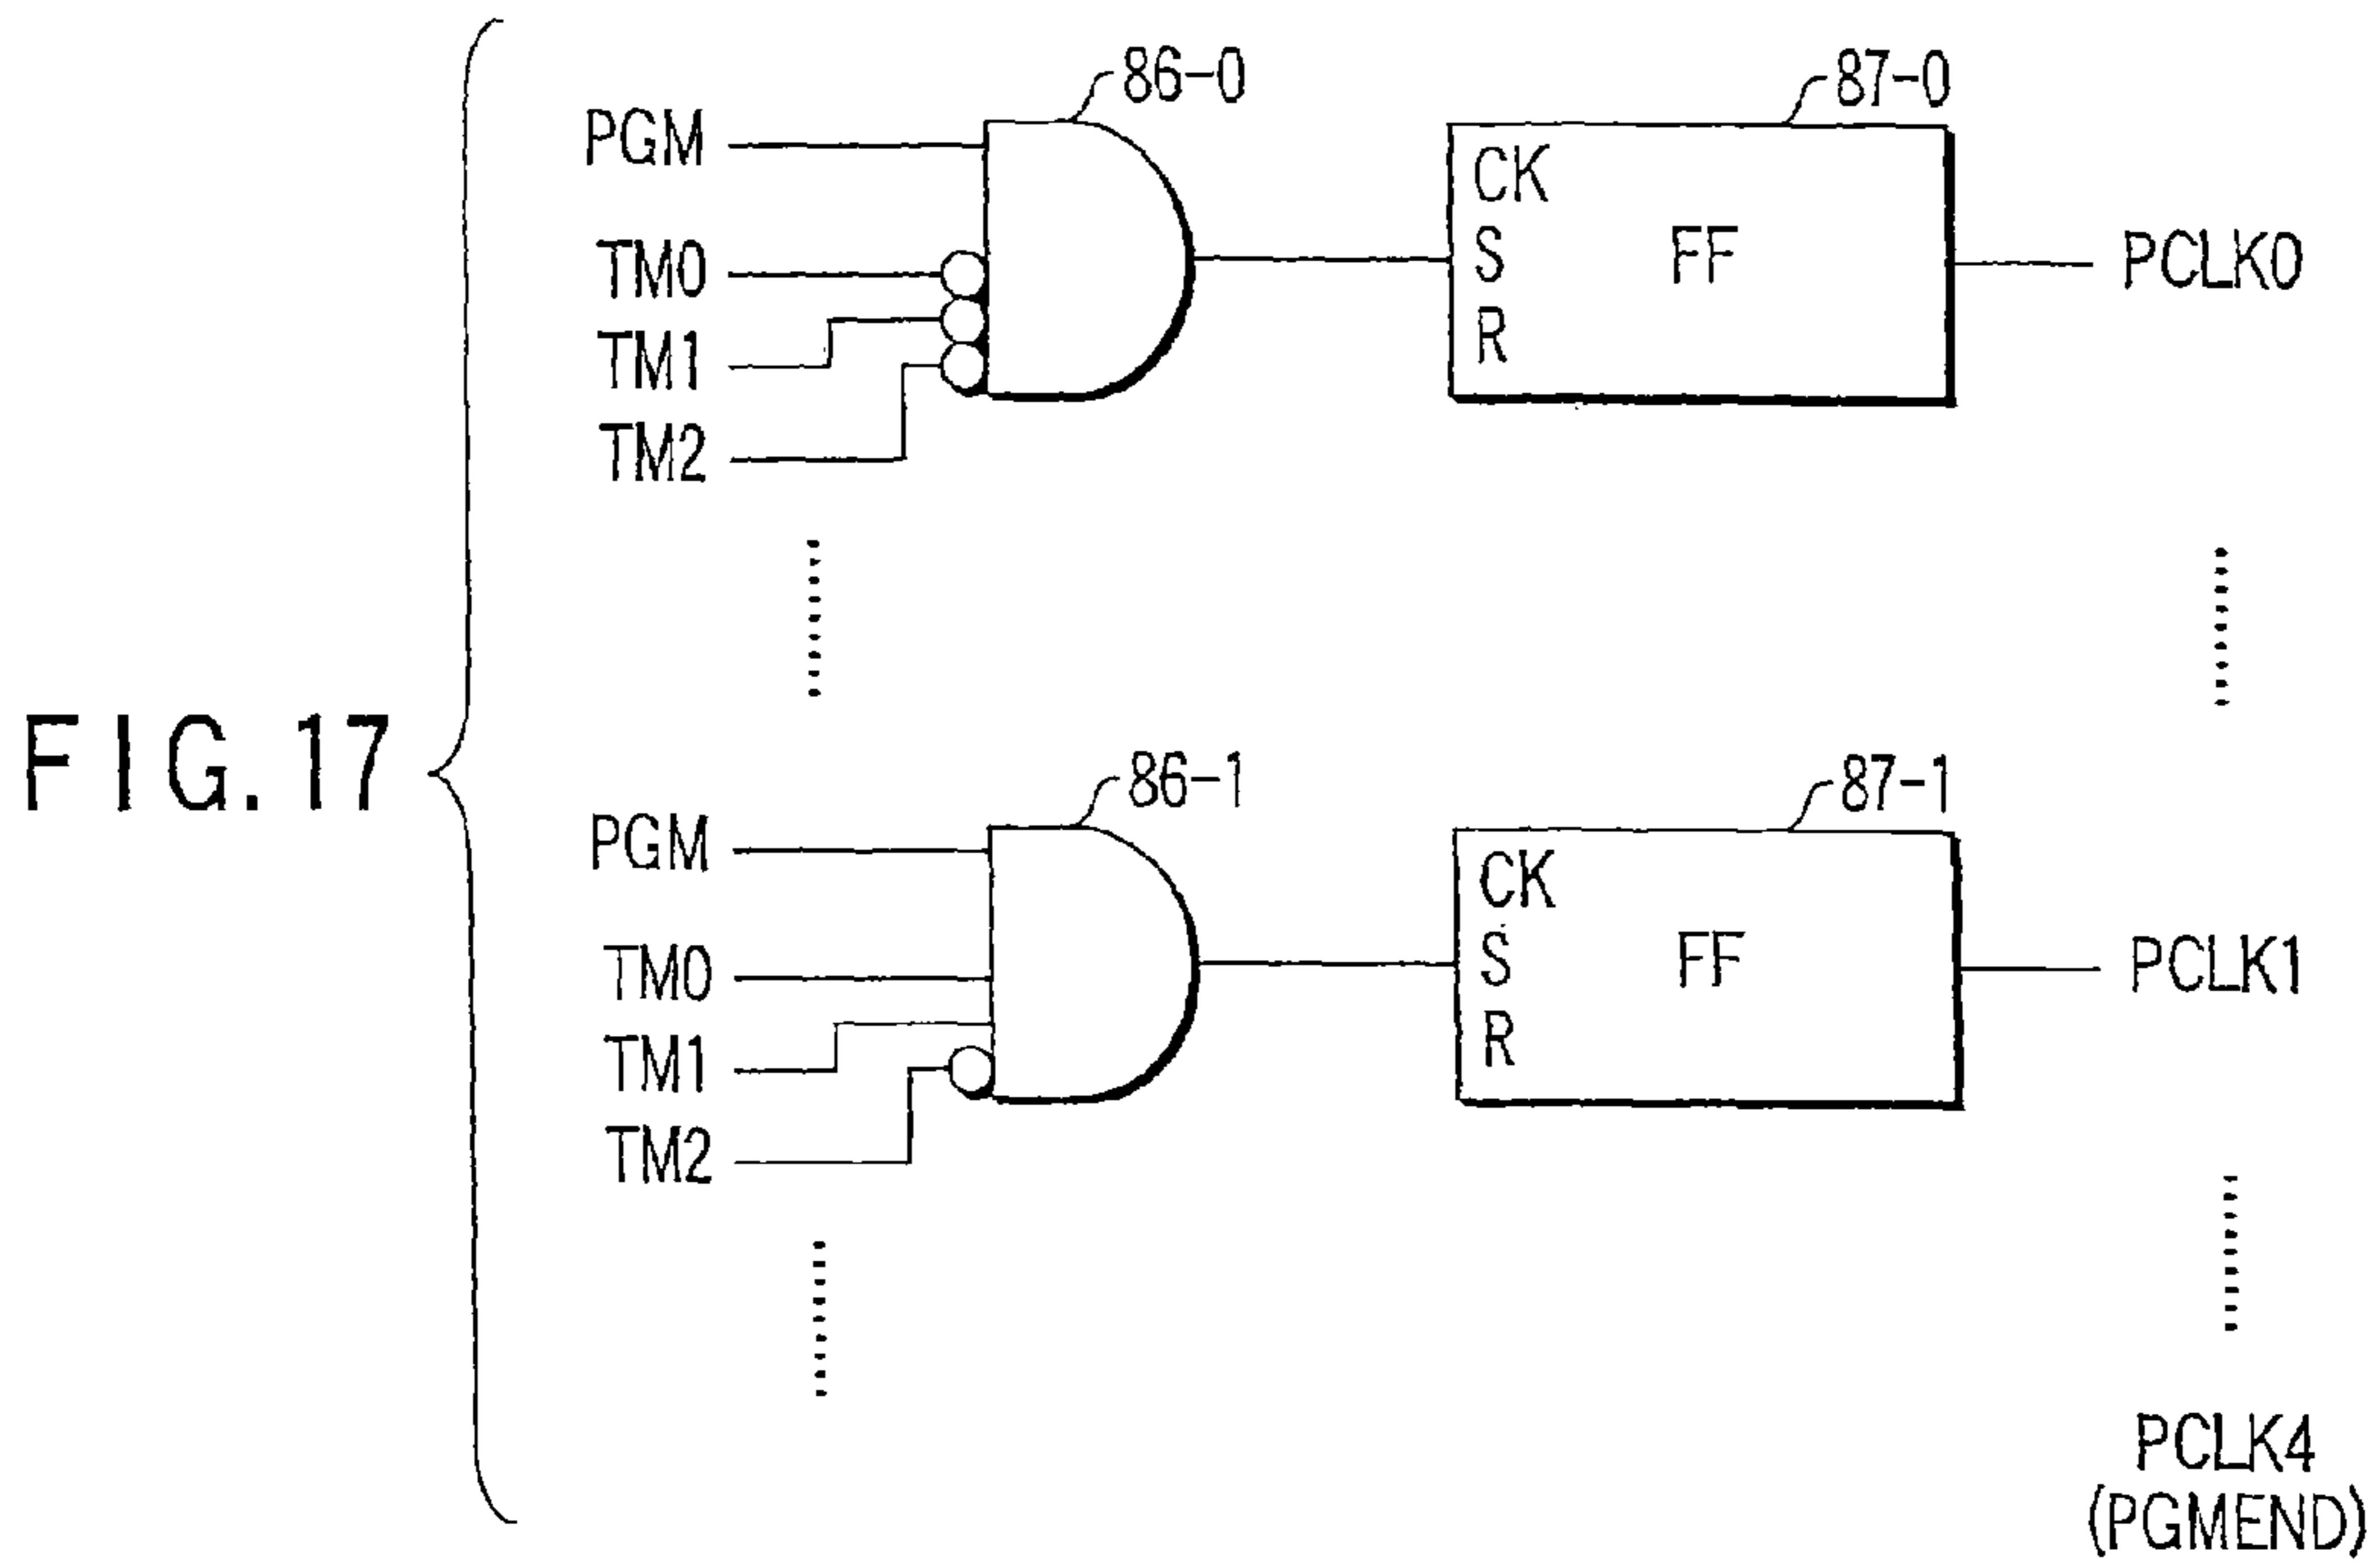 FIG.17
86-0
87-0
PGM
TM0
TM1
TM2
CK
S
R
FF
PCLK0
86-1
87-1
PGM
TM0
TM1
TM2
CK
S
R
FF
PCLK1
PCLK4
(PGMEND)